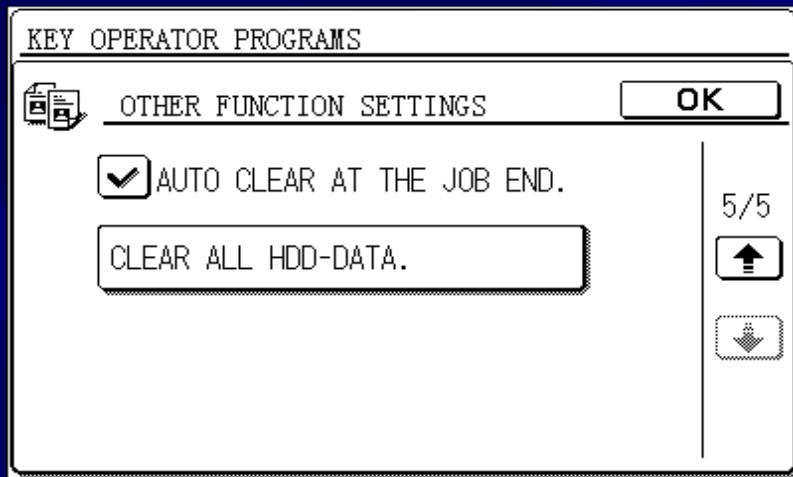 KEY OPERATOR PROGRAMS
OTHER FUNCTION SETTINGS
OK
AUTO CLEAR AT THE JOB END.
5/5
CLEAR ALL HDD-DATA.